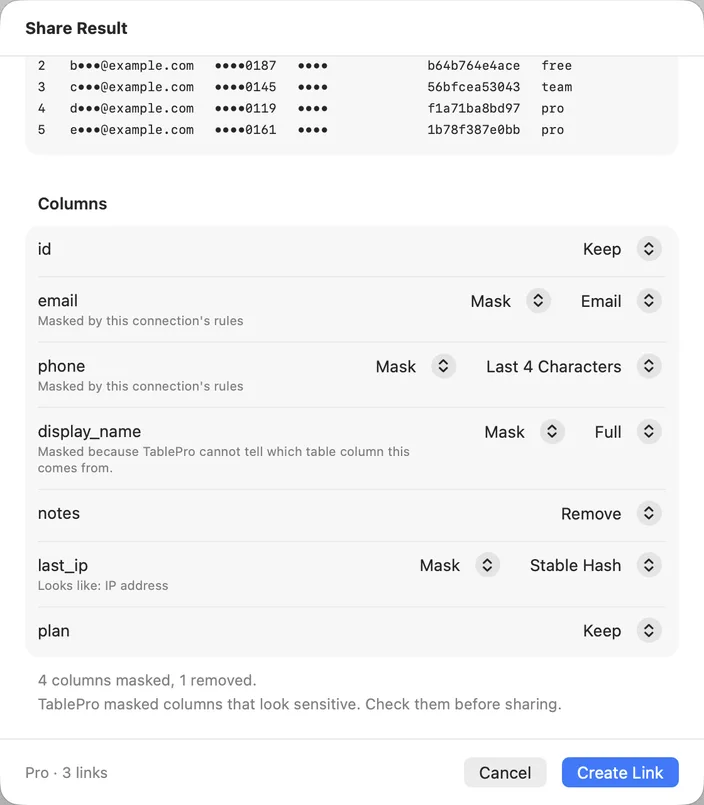 Share Result
2 b●●●@example.com ●●●●0187 ●●●● b64b764e4ace free
3 c●●●@example.com ●●●●0145 ●●●● 56bfcea53043 team
4 d●●●@example.com ●●●●0119 ●●●● f1a71ba8bd97 pro
5 e●●●@example.com ●●●●0161 ●●●● 1b78f387e0bb pro
Columns
id Keep
email Mask Email
Masked by this connection's rules
phone Mask Last 4 Characters
Masked by this connection's rules
display_name Mask Full
Masked because TablePro cannot tell which table column this
comes from.
notes Remove
last_ip Mask Stable Hash
Looks like: IP address
plan Keep
4 columns masked, 1 removed.
TablePro masked columns that look sensitive. Check them before sharing.
Pro · 3 links Cancel Create Link